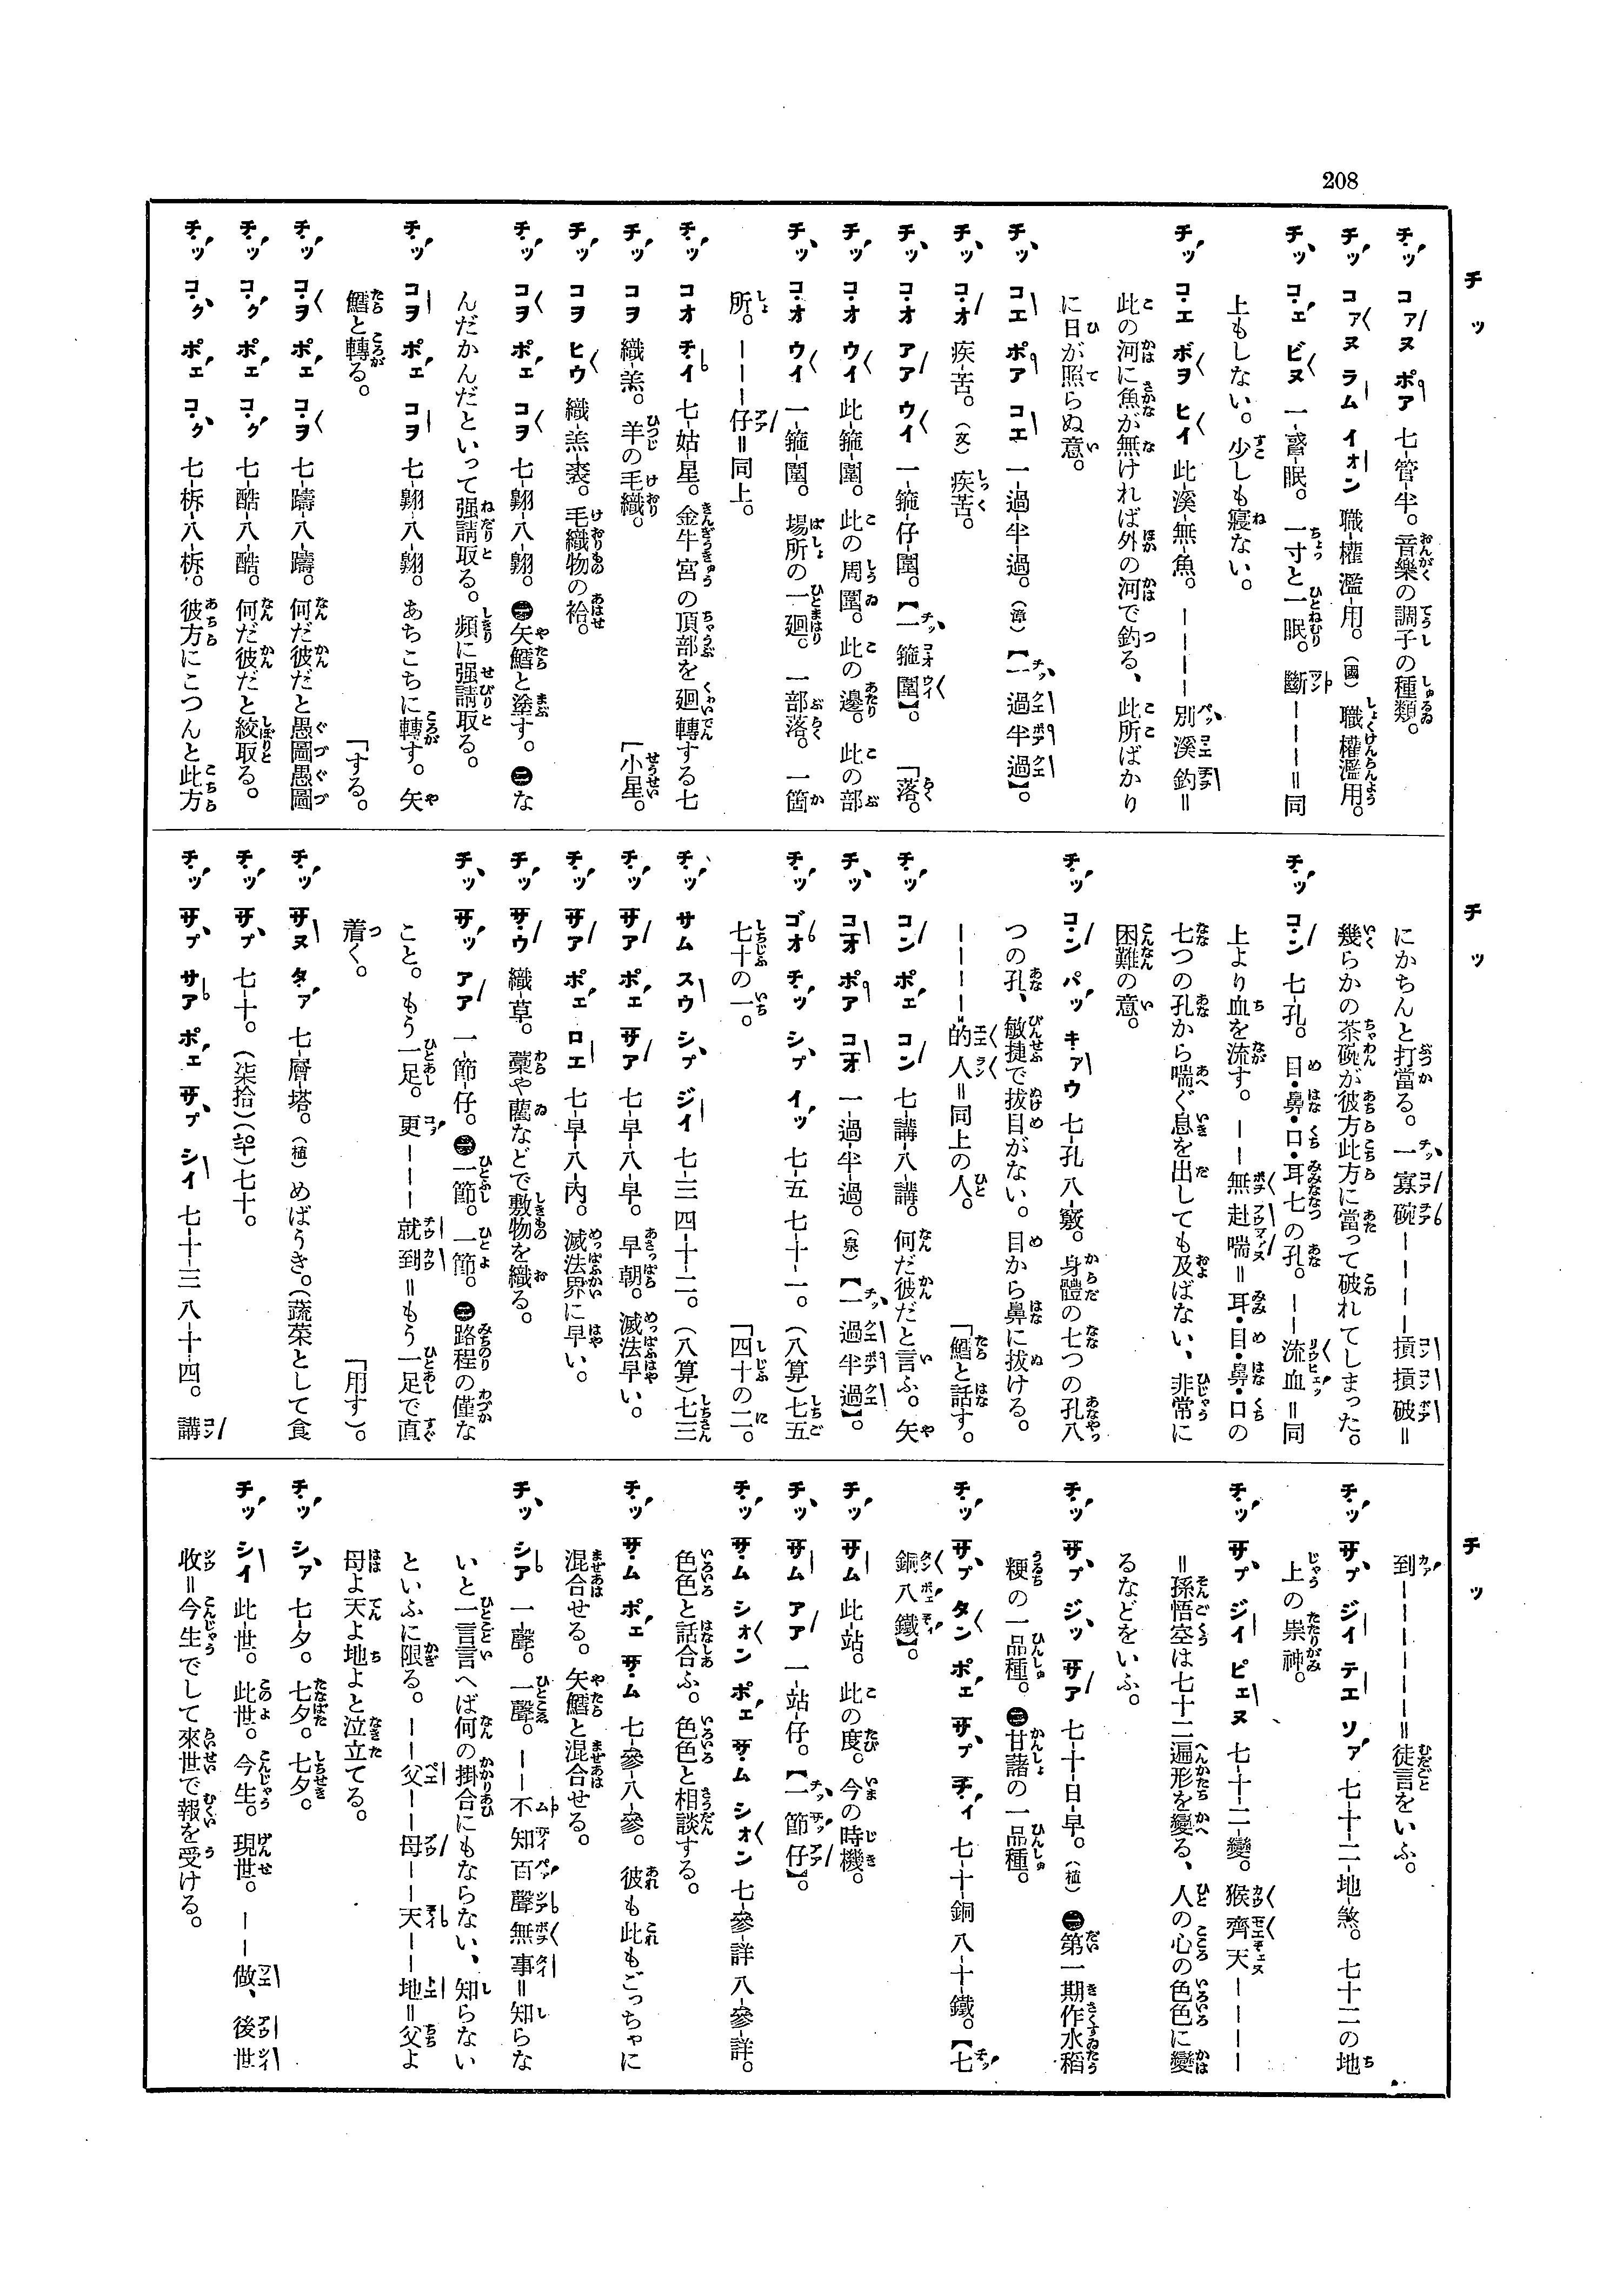 208
チッ
チッ コアヌ ポア 七-管-半。音樂の調子の種類。
チッ コアヌ ラム イオン 職-權 濫-用。(國)職權濫用。
チッ コエ ビヌ 一-䁯-眠。一寸と一眠。斷─ ─ ─＝同
上もしない。少しも寝ない。
チッ コエ ボヲ ヒイ 此-溪-無-魚。─ ─ ─ ─別溪釣＝
此の河に魚が無ければ外の河で釣る、此所ばかり
に日が照らぬ意。
チッ コエ ポア コエ 一-過-半-過。(漳)【一過半過】。
チッ コオ 疾-苦。(文)疾苦。
チッ コオ アア ウイ 一-箍-仔-圍。【一箍圍】。 「落。
チッ コオ ウイ 此-箍-圍。此の周圍。此の邊。此の部
チッ コオ ウイ 一-箍-圍。場所の一廻。一部落。一箇
所。─ ─ ─仔＝同上。
チッ コオ チイ 七-姑-星。金牛宮の頂部を廻轉する七
チッ コヲ 織-羔。羊の毛織。 「小星。
チッ コヲ ヒウ 織-羔-裘。毛織物の袷。
チッ コヲ ポェ コヲ 七-翺-八-翺。㊀矢鱈と塗す。㊁な
んだかんだといって强請取る。頻に强請取る。
チッ コヲ ポェ コヲ 七-翺-八-翺。あちこちに轉す。矢
鱈と轉る。 「する。
チッ コヲ ポェ コヲ 七-譸-八-譸。何だ彼だと愚圖愚圖
チッ コク ポェ コク 七-酷-八-酷。何だ彼だと絞取る。
チッ コク ポェ コク 七-柝-八-柝。彼方にこつんと此方
チッ
にかちんと打當る。一寡碗─ ─ ─ ─摃摃破＝
幾らかの茶碗が彼方此方に當って破れてしまった。
チッ コン 七-孔。目・鼻・口・耳七の孔。─ ─流血＝同
上より血を流す。─ ─無赴喘＝耳・目・鼻・口の
七つの孔から喘ぐ息を出しても及ばない、非常に
困難の意。
チッ コン パッ キァウ 七-孔 八-竅。身體の七つの孔八
つの孔、敏捷で拔目がない。目から鼻に拔ける。
─ ─ ─ ─的人＝同上の人。
チッ コン ポェ コン 七-講-八-講。何だ彼だと言ふ。矢
チッ コオ ポア コオ 一-過-半-過。(泉)【一過半過】。 「鱈と話す。
チッ ゴオ チッ シプ イッ 七-五 七-十-一。(八算)七五
七十の一。 「四十の二。
チッ サム スウ シプ ジイ 七-三 四-十-二。(八算)七三
チッ サア ポェ サア 七-早-八-早。早朝。滅法早い。
チッ サア ポェ ロエ 七-早-八-內。滅法界に早い。
チッ サウ 織-草。藁や藺などで敷物を織る。
チッ サッ アア 一-節-仔。㊀一節。一節。㊁路程の僅な
こと。もう一足。更─ ─ ─就到＝もう一足で直
着く。 「用す)。
チッ サヌ タァ 七-層-塔。(植)めばうき。(蔬菜として食
チッ サプ 七-十。(柒拾)七十。
チッ サプ サア ポェ サプ シイ 七-十-三 八-十-四。講
チッ
到─ ─ ─ ─ ─ ─＝徒言をいふ。
チッ サプ ジイ テエ ソァ 七-十-二-地-煞。七十二の地
上の祟神。
チッ サプ ジイ ピェヌ 七-十-二-變。猴齊天─ ─ ─ ─
＝孫悟空は七十二遍形を變る、人の心の色色に變
るなどをいふ。
チッ サプ ジッ サア 七-十-日-早。(植)㊀第一期作水稻
粳の一品種。㊁甘藷の一品種。
チッ サプ タン ポェ サプ チィ 七-十-銅 八-十-鐵。【七
銅八鐵】。
チッ サム 此-站。此の度。今の時機。
チッ サム アア 一-站-仔。【一節仔】。
チッ サム シォン ポェ サム シォン 七-參-詳 八-參-詳。
色色と話合ふ。色色と相談する。
チッ サム ポェ サム 七-參-八-參。彼も此もごっちゃに
混合せる。矢鱈と混合せる。
チッ シア 一-聲。一聲。─ ─不知百聲無事＝知らな
いと一言言へば何の掛合にもならない、知らない
といふに限る。─ ─父─ ─母─ ─天─ ─地＝父よ
母よ天よ地よと泣立てる。
チッ シァ 七-夕。七夕。七夕。
チッ シイ 此-世。此世。今生。現世。─ ─做、後世
收＝今生でして來世で報を受ける。